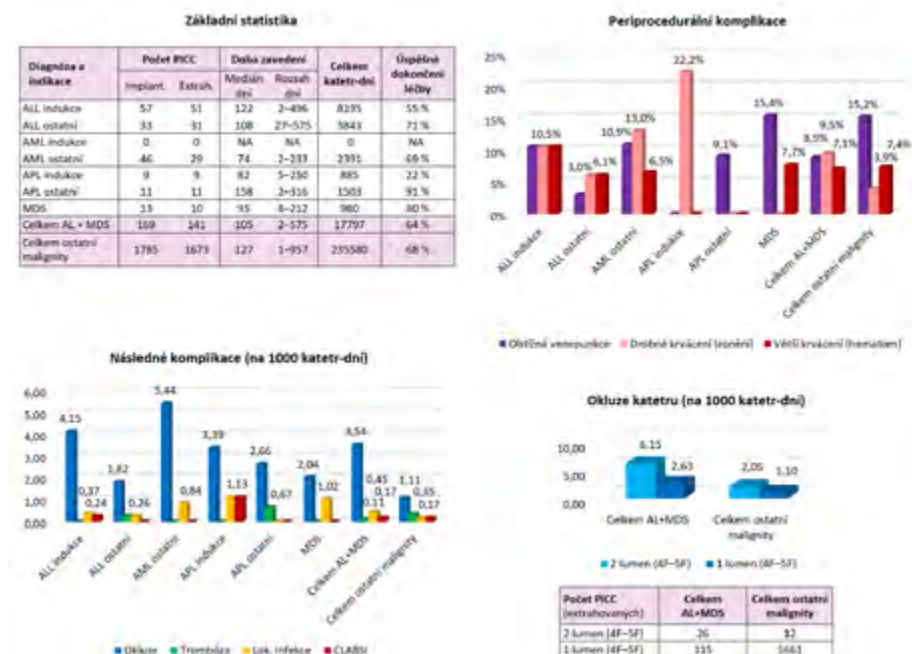 Základní statistika
Diagnóza a indikace | Počet PICC | Doba zavedení | Celkem katetr-dní | Úspěšné dokončení léčby
Implant. | Extrah. | Medián dní | Rozsah dní
ALL indukce 57 51 122 2–496 8195 55 %
ALL ostatní 33 31 108 27–575 3843 71 %
AML indukce 0 0 NA NA 0 NA
AML ostatní 46 29 74 2–233 2391 69 %
APL indukce 9 9 82 5–250 885 22 %
APL ostatní 11 11 158 2–316 1503 91 %
MDS 13 10 95 8–212 980 80 %
Celkem AL + MDS 169 141 105 2–575 17797 64 %
Celkem ostatní malignity 1785 1673 127 1–957 235580 68 %
Periprocedurální komplikace
25%
20%
15%
10%
5%
0%
10,5%
3,0%
6,1%
10,9%
13,0%
6,5%
22,2%
9,1%
15,4%
7,7%
8,9%
9,5%
7,1%
15,2%
3,9%
7,4%
ALL indukce
ALL ostatní
AML ostatní
APL indukce
APL ostatní
MDS
Celkem AL+MDS
Celkem ostatní malignity
Obtížná venepunkce
Drobné krvácení (ronění)
Větší krvácení (hematom)
Následné komplikace (na 1000 katetr-dní)
6,00
5,00
4,00
3,00
2,00
1,00
0,00
4,15
0,37
0,24
1,82
0,26
5,44
0,84
3,39
1,13
2,66
0,67
2,04
1,02
3,54
0,45
0,11
0,17
1,11
0,35
0,17
ALL indukce
ALL ostatní
AML ostatní
APL indukce
APL ostatní
MDS
Celkem AL+MDS
Celkem ostatní malignity
Okluze
Trombóza
Lok. infekce
CLABSI
Okluze katetru (na 1000 katetr-dní)
10,00
5,00
0,00
6,15
2,63
2,05
1,10
Celkem AL+MDS
Celkem ostatní
malignity
2 lumen (4F–5F)
1 lumen (4F–5F)
Počet PICC (extrahovaných) | Celkem AL+MDS | Celkem ostatní malignity
2 lumen (4F–5F) 26 12
1 lumen (4F–5F) 115 1661